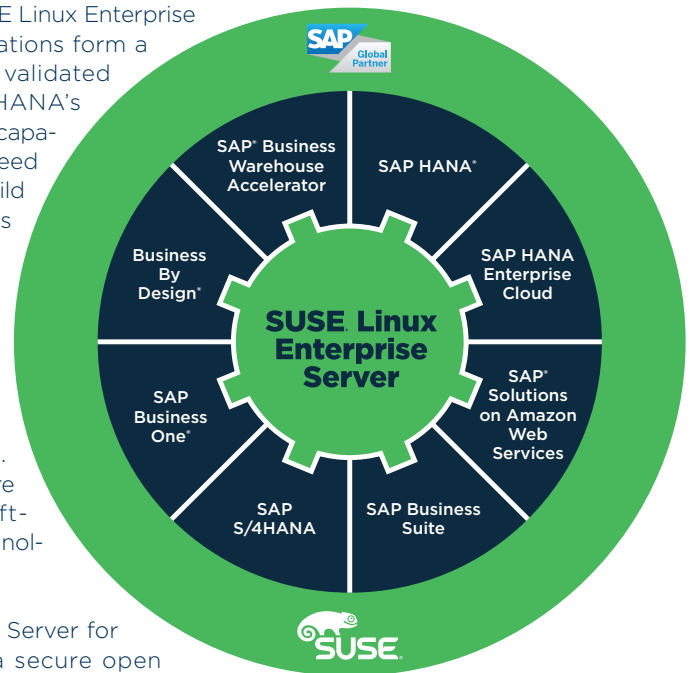 E Linux Enterprise
ations form a
validated
HANA's
capa-
eed
ild
s
.
re
ft-
nol-
Server for
a secure open
SAP
Global
Partner
SAP® Business
Warehouse
Accelerator
SAP HANA®
SAP HANA
Enterprise
Cloud
SAP®
Solutions
on Amazon
Web
Services
SAP Business
Suite
SAP
S/4HANA
SAP
Business
One®
Business
By
Design®
SUSE. Linux
Enterprise
Server
SUSE.